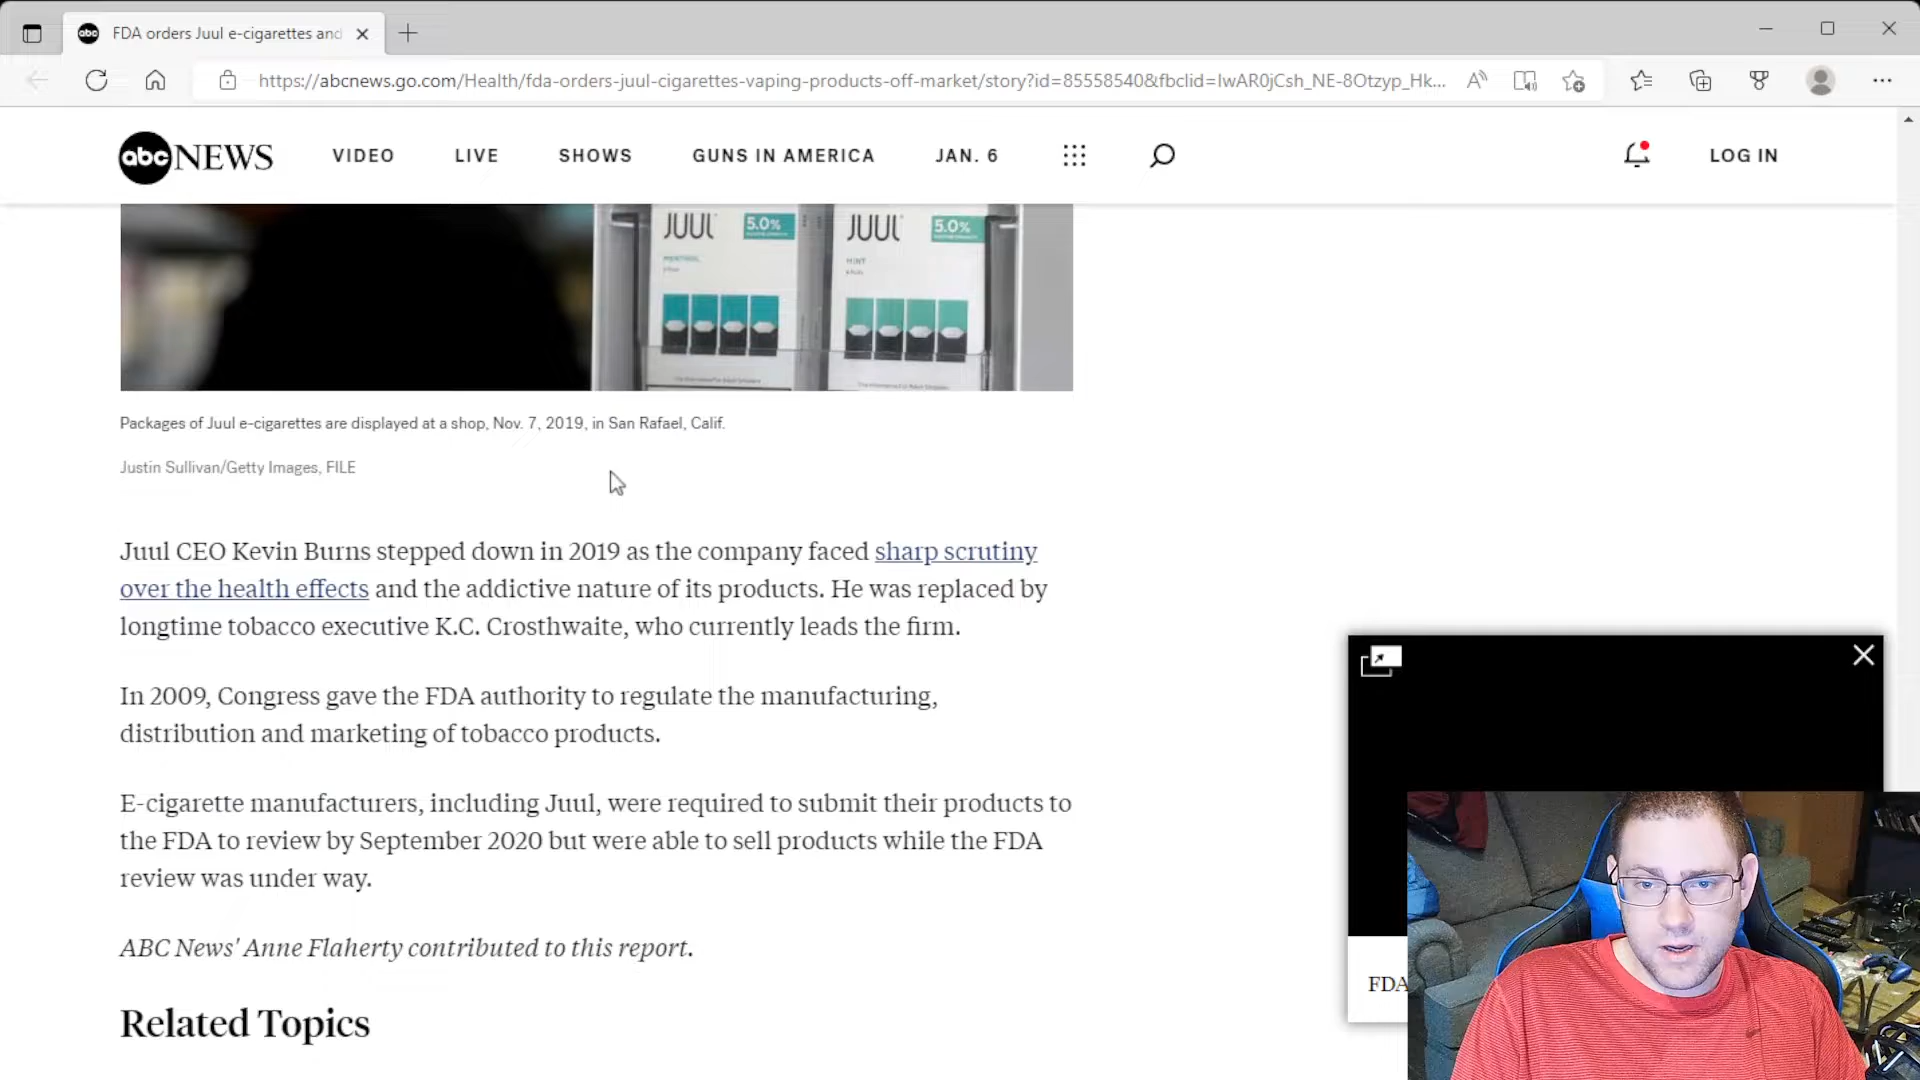 FDA orders Juul e-cigarettes and
https://abcnews.go.com/Health/fda-orders-juul-cigarettes-vaping-products-off-market/story?id=85558540&fbclid=IwAR0jCsh_NE-8Otzyp_Hk...
abc NEWS VIDEO LIVE SHOWS GUNS IN AMERICA JAN. 6 LOG IN
JUUL 5.0% JUUL 5.0%
MENTHOL MINT
Packages of Juul e-cigarettes are displayed at a shop, Nov. 7, 2019, in San Rafael, Calif.
Justin Sullivan/Getty Images, FILE
Juul CEO Kevin Burns stepped down in 2019 as the company faced sharp scrutiny
over the health effects and the addictive nature of its products. He was replaced by
longtime tobacco executive K.C. Crosthwaite, who currently leads the firm.
In 2009, Congress gave the FDA authority to regulate the manufacturing,
distribution and marketing of tobacco products.
E-cigarette manufacturers, including Juul, were required to submit their products to
the FDA to review by September 2020 but were able to sell products while the FDA
review was under way.
ABC News' Anne Flaherty contributed to this report.
FDA
Related Topics